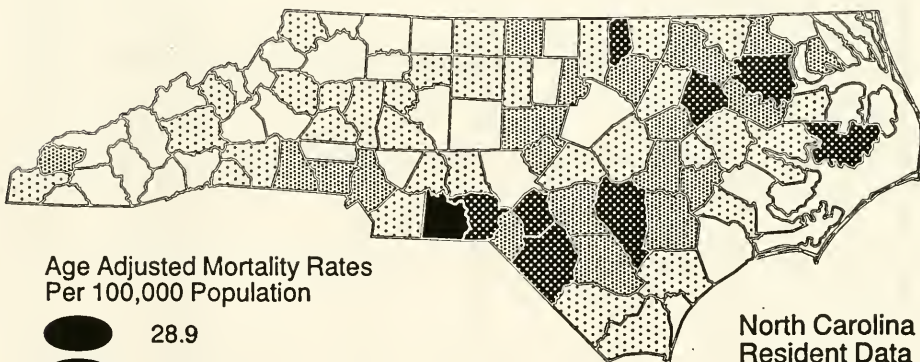 Age Adjusted Mortality Rates
Per 100,000 Population
28.9
North Carolina
Resident Data